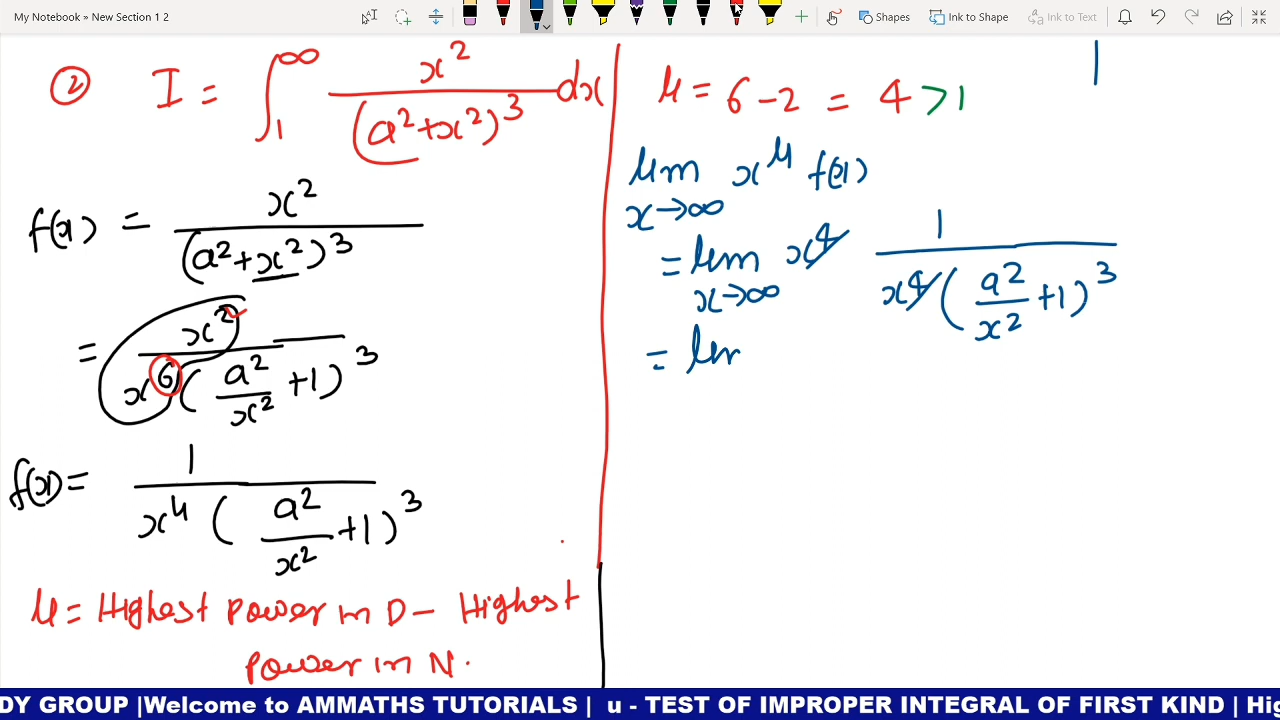 My Notebook » New Section 1 2
Shapes
Ink to Shape
Ink to Text
② I = ∫₁^∞ x²/(a²+x²)³ dx
f(x) = x²/(a²+x²)³
= x²/x⁶(a²/x²+1)³
f(x) = 1/x⁴(a²/x²+1)³
μ = Highest Power in D – Highest
Power in N.
μ = 6 – 2 = 4 > 1
lim x→∞ x^μ f(x)
= lim x→∞ x⁴ 1/x⁴(a²/x²+1)³
= lim
DY GROUP |Welcome to AMMATHS TUTORIALS | u - TEST OF IMPROPER INTEGRAL OF FIRST KIND | Hig